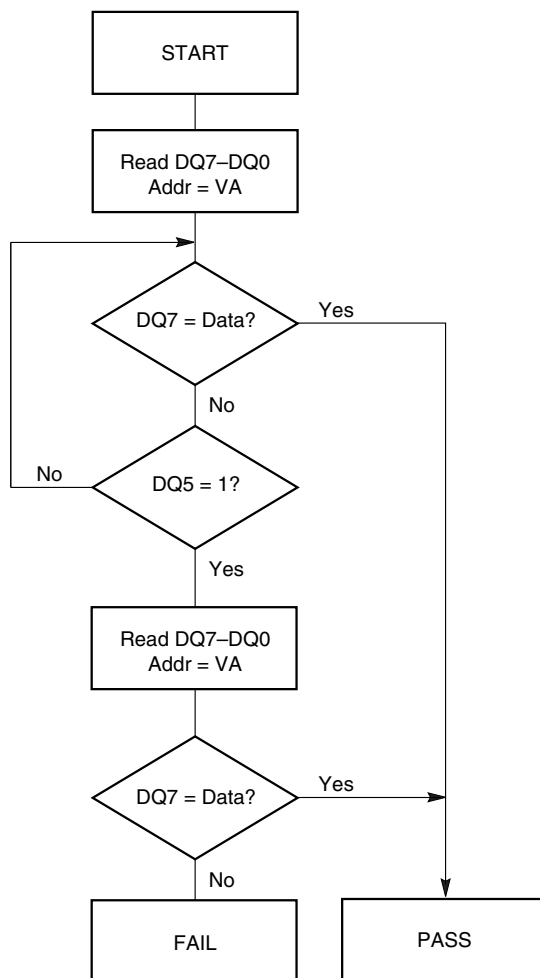 START
Read DQ7–DQ0
Addr = VA
DQ7 = Data?
Yes
No
No
DQ5 = 1?
Yes
Read DQ7–DQ0
Addr = VA
DQ7 = Data?
Yes
No
FAIL
PASS